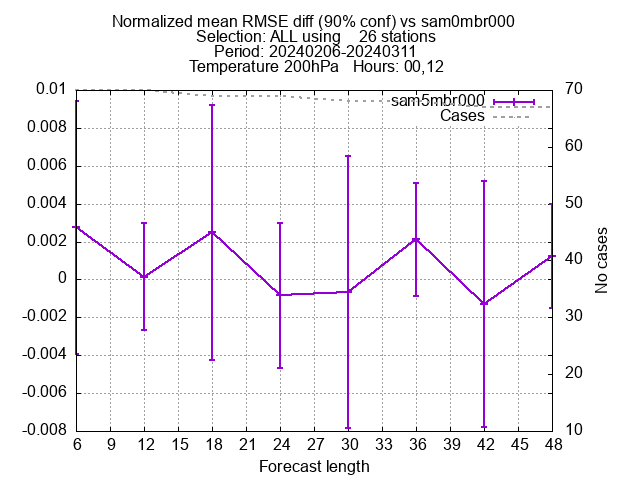 Normalized mean RMSE diff (90% conf) vs sam0mbr000
Selection: ALL using    26 stations
Period: 20240206-20240311
Temperature 200hPa   Hours: 00,12
sam5mbr000
Cases
0.01
0.008
0.006
0.004
0.002
0
-0.002
-0.004
-0.006
-0.008
70
60
50
40
30
20
10
No cases
6 9 12 15 18 21 24 27 30 33 36 39 42 45 48
Forecast length